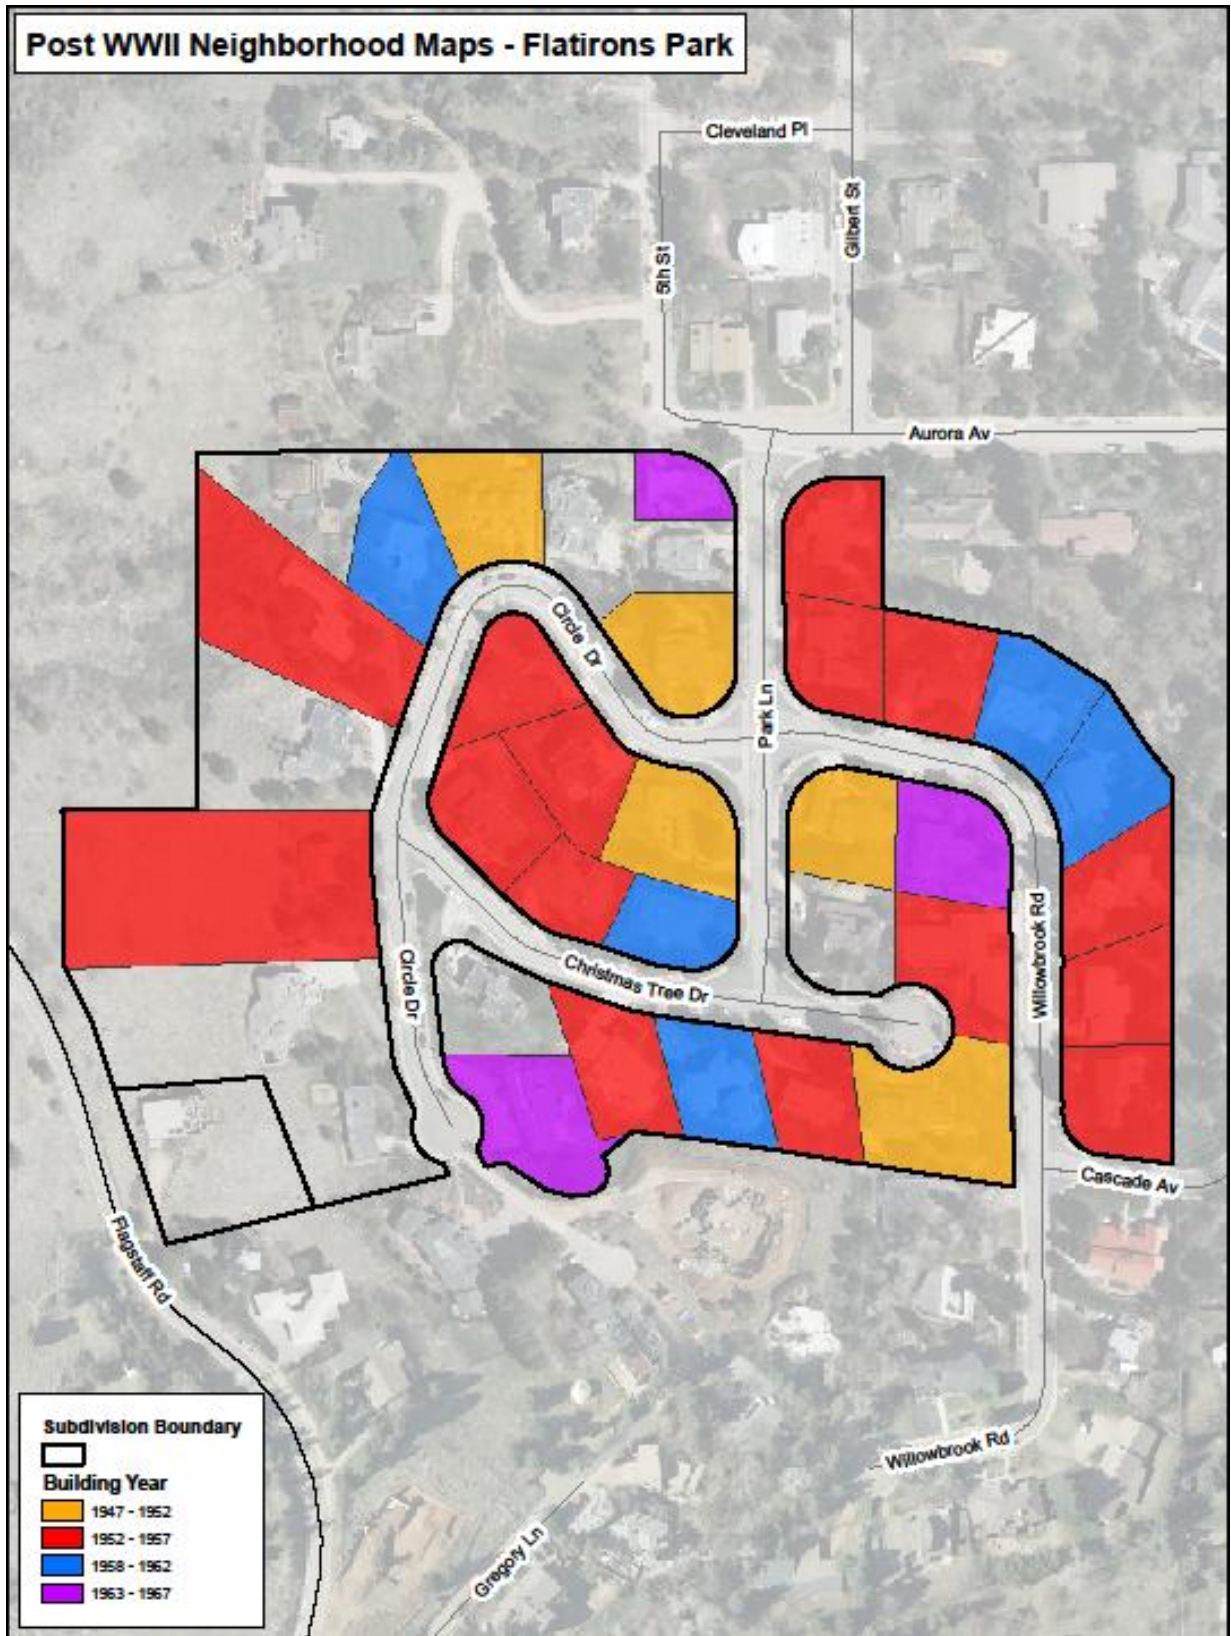 Post WWII Neighborhood Maps - Flatirons Park
Cleveland Pl
Gilbert St
5th St
Aurora Av
Circle Dr
Park Ln
Circle Dr
Christmas Tree Dr
Willowbrook Rd
Cascade Av
Flagstaff Rd
Willowbrook Rd
Gregory Ln
Subdivision Boundary
Building Year
1947 - 1952
1952 - 1957
1958 - 1962
1963 - 1967